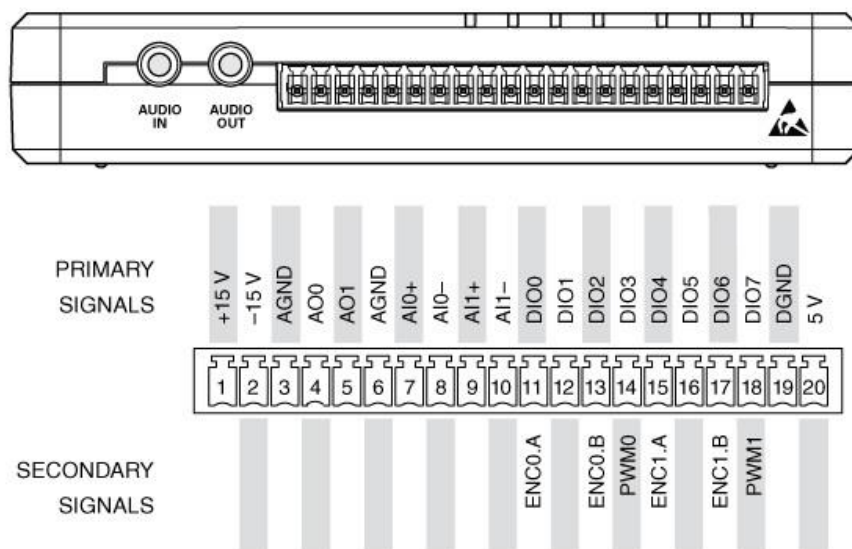 AUDIO
IN
AUDIO
OUT
PRIMARY
SIGNALS
+15 V
–15 V
AGND
AO0
AO1
AGND
AI0+
AI0–
AI1+
AI1–
DIO0
DIO1
DIO2
DIO3
DIO4
DIO5
DIO6
DIO7
DGND
5 V
1 2 3 4 5 6 7 8 9 10 11 12 13 14 15 16 17 18 19 20
SECONDARY
SIGNALS
ENC0.A
ENC0.B
PWM0
ENC1.A
ENC1.B
PWM1